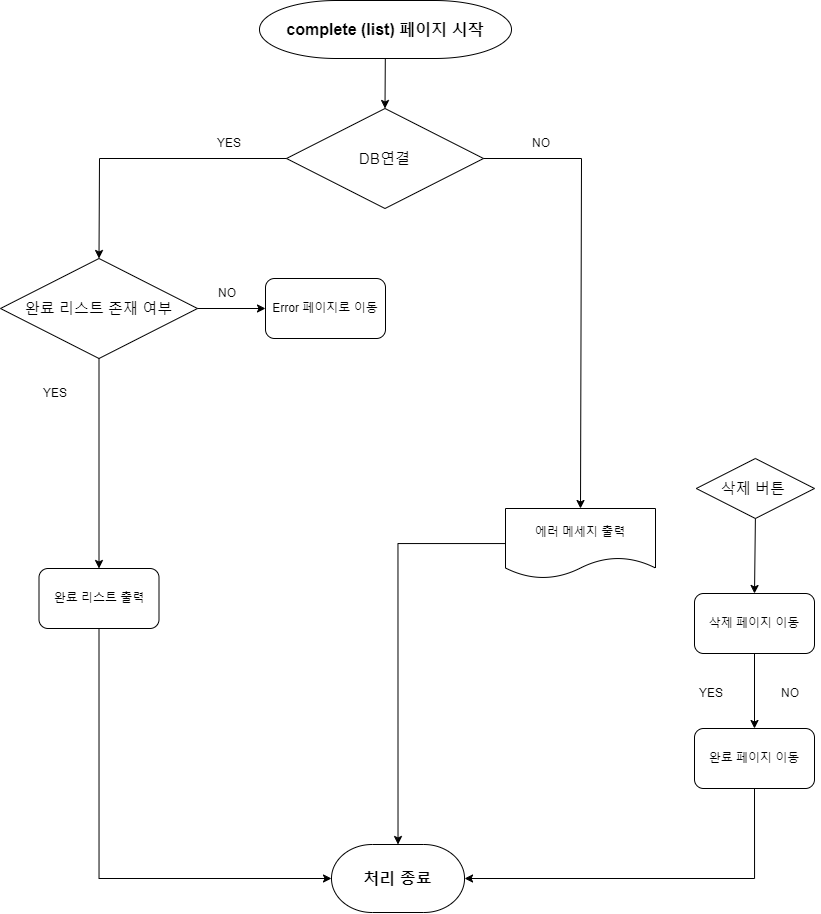 complete (list) 페이지 시작
YES
NO
DB연결
NO
완료 리스트 존재 여부
Error 페이지로 이동
YES
삭제 버튼
에러 메세지 출력
완료 리스트 출력
삭제 페이지 이동
YES
NO
완료 페이지 이동
처리 종료